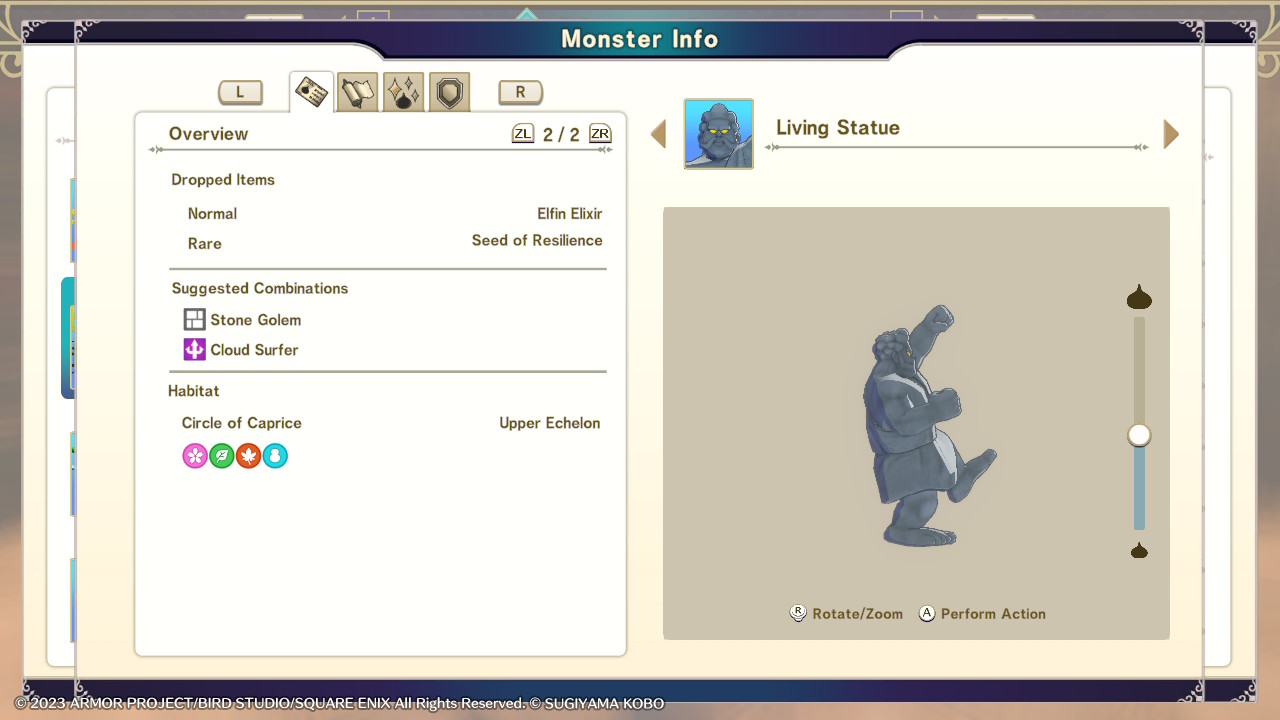 Monster Info
L
R
Overview
ZL 2 / 2 ZR
Dropped Items
Normal Elfin Elixir
Rare Seed of Resilience
Suggested Combinations
Stone Golem
Cloud Surfer
Habitat
Circle of Caprice Upper Echelon
Living Statue
R Rotate/Zoom A Perform Action
© 2023 ARMOR PROJECT/BIRD STUDIO/SQUARE ENIX All Rights Reserved. © SUGIYAMA KOBO